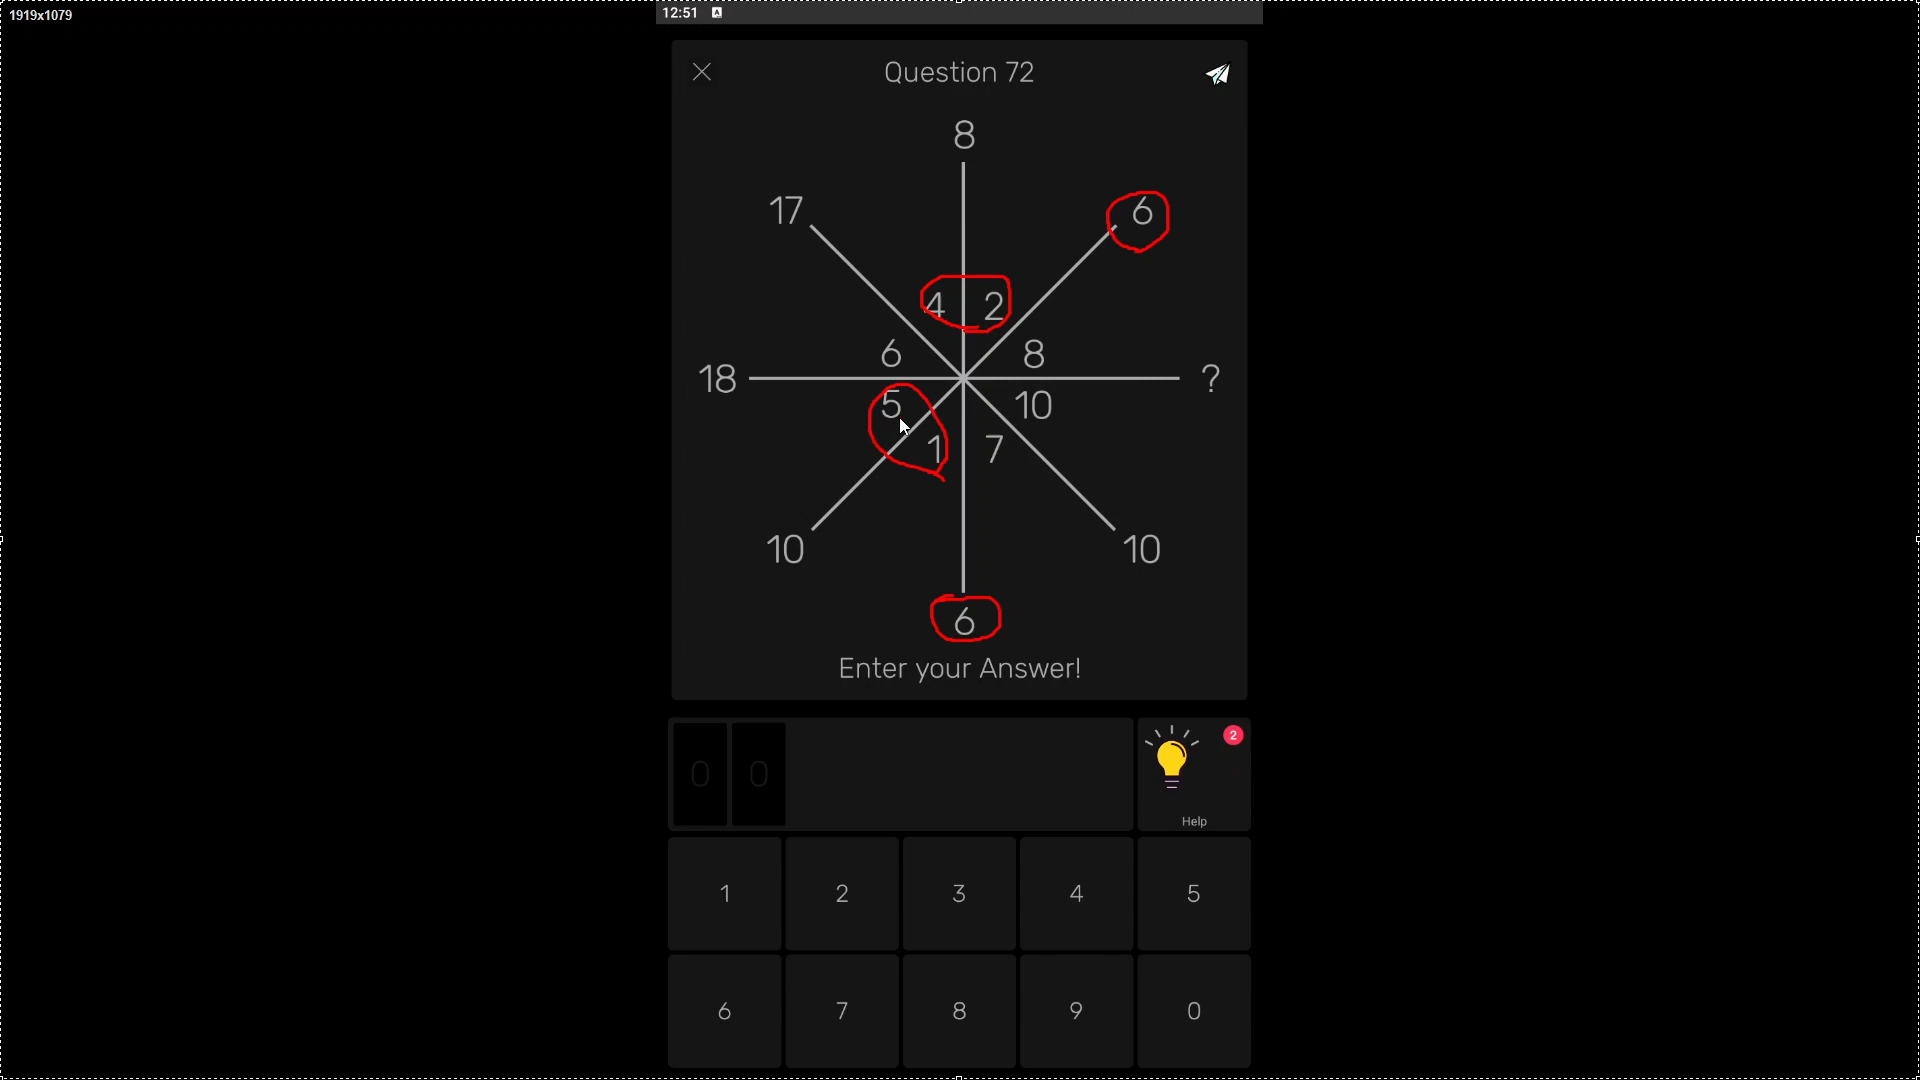 1919x1079
12:51 A
Question 72
8
17 6
4 2
6 8
18 ?
5 10
1 7
10 10
6
Enter your Answer!
0 0
2
Help
1 2 3 4 5
6 7 8 9 0